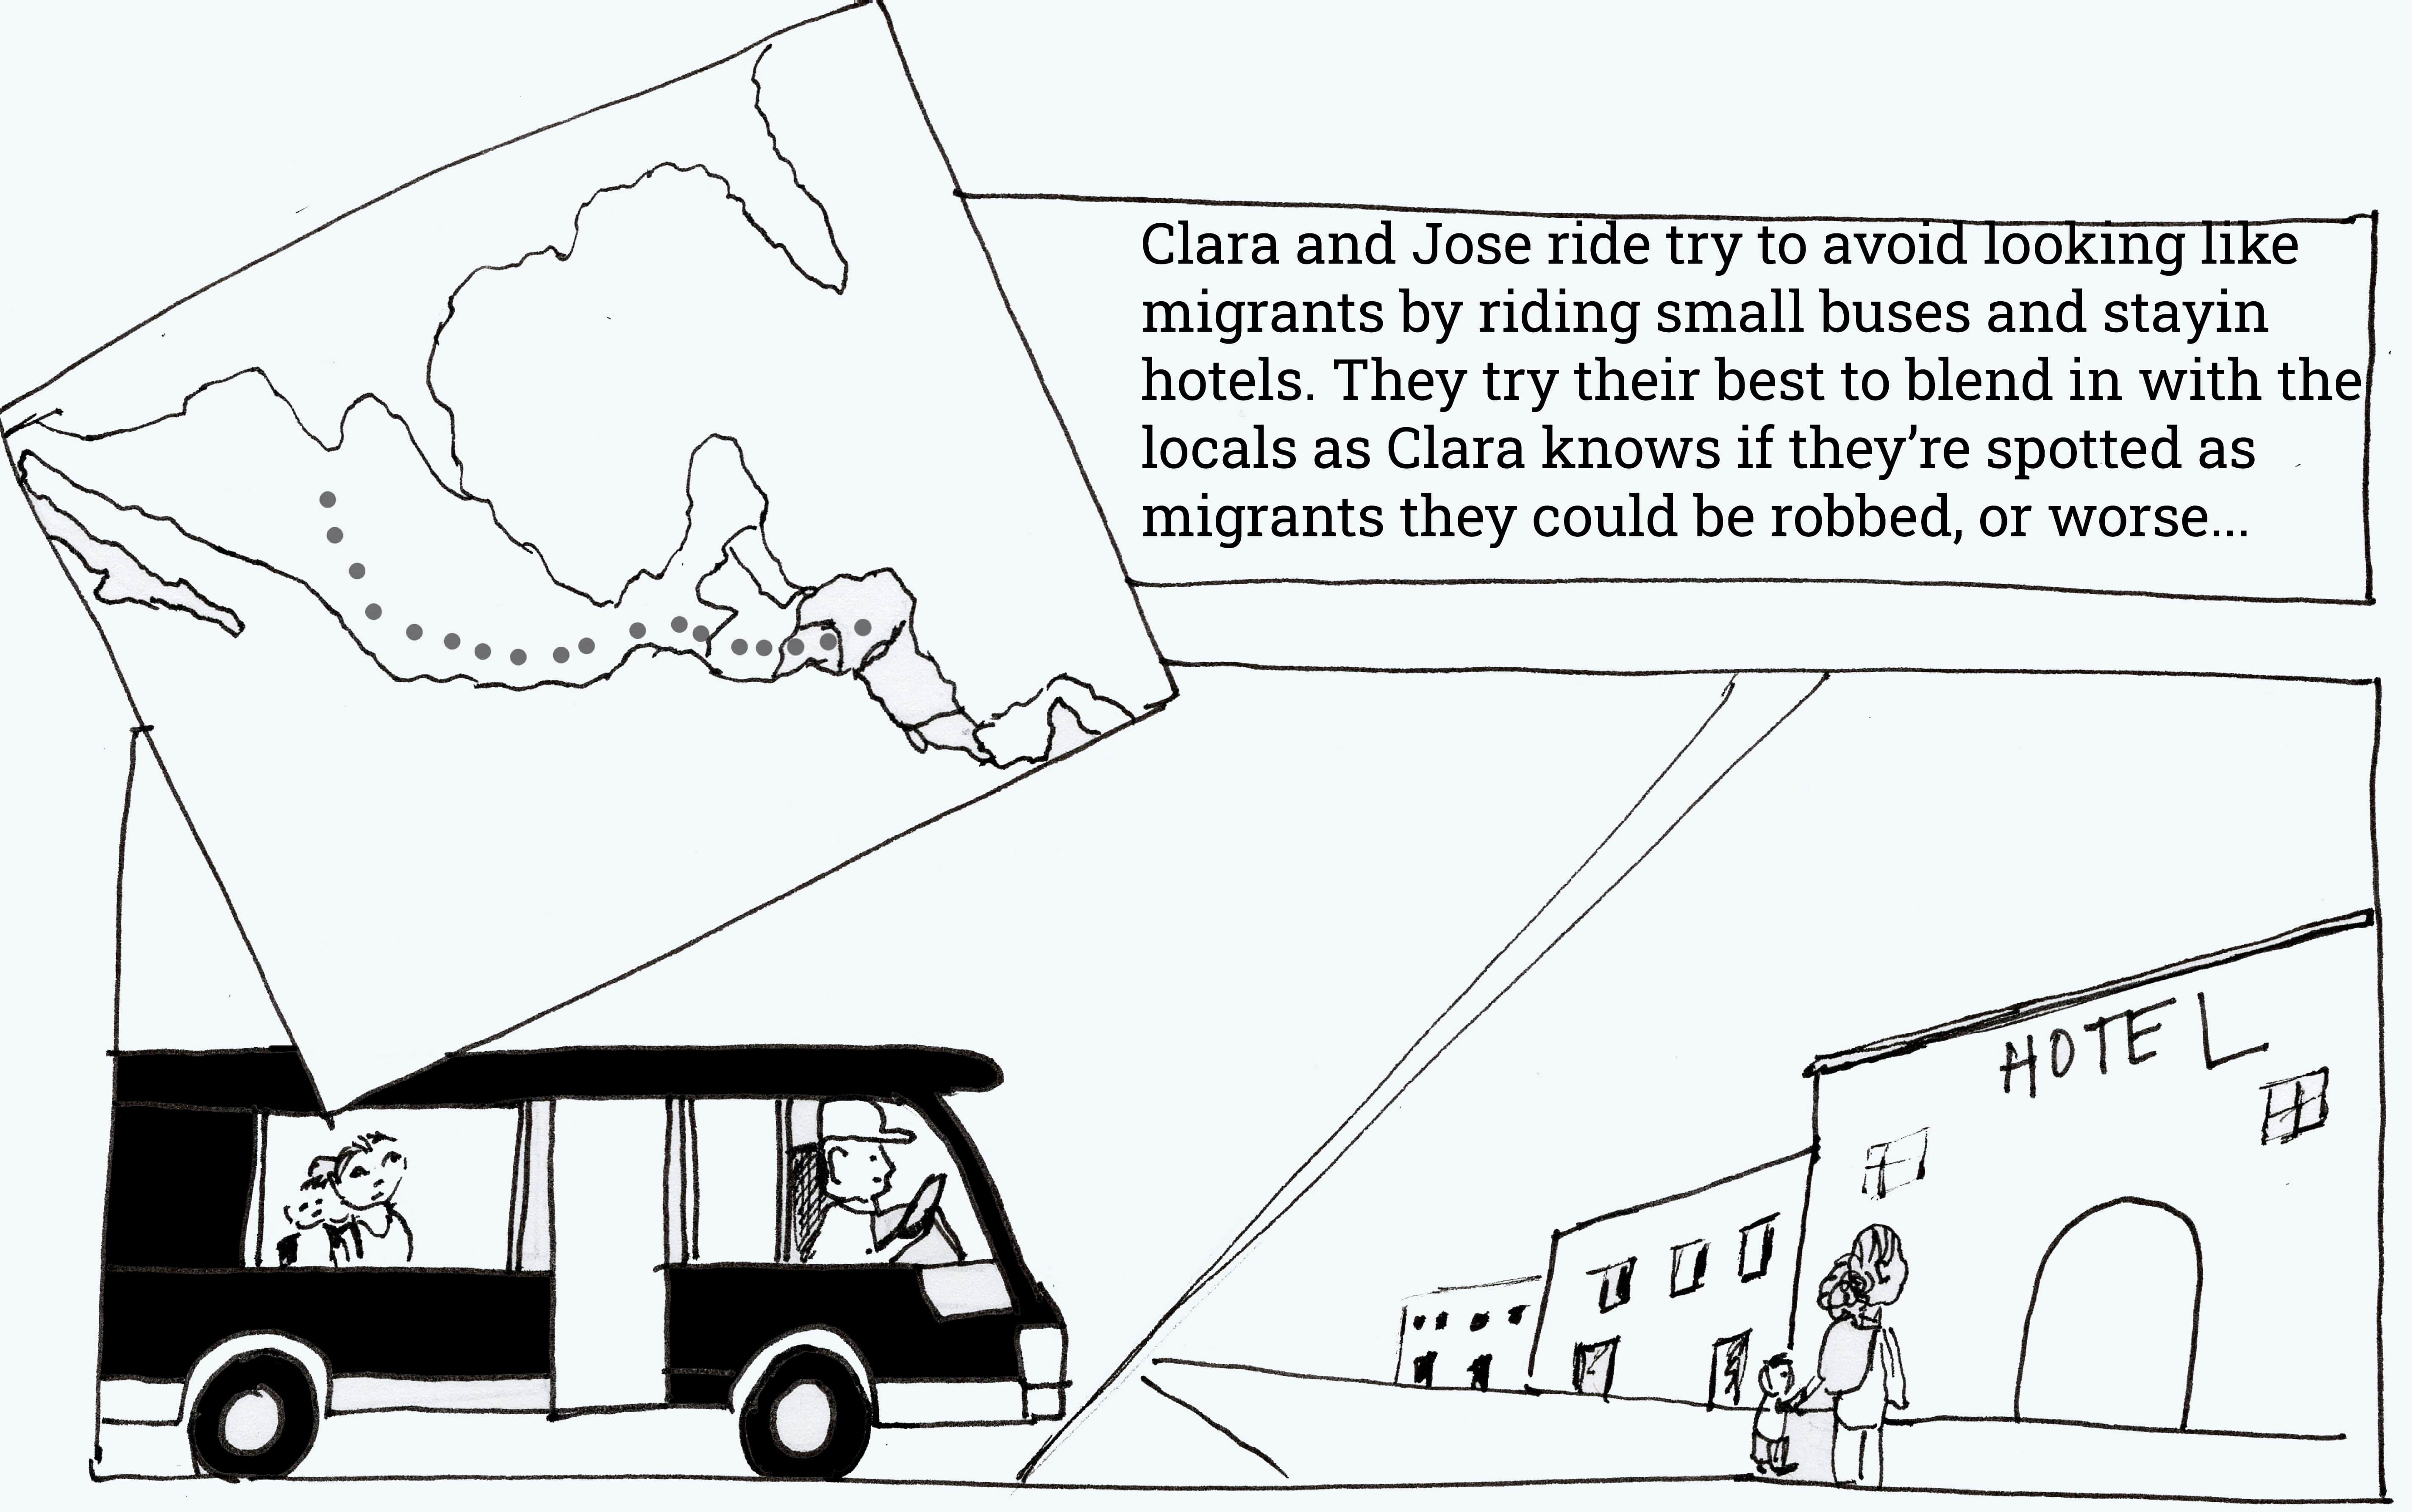 Clara and Jose ride try to avoid looking like
migrants by riding small buses and stayin
hotels. They try their best to blend in with the
locals as Clara knows if they’re spotted as
migrants they could be robbed, or worse...
HOTEL